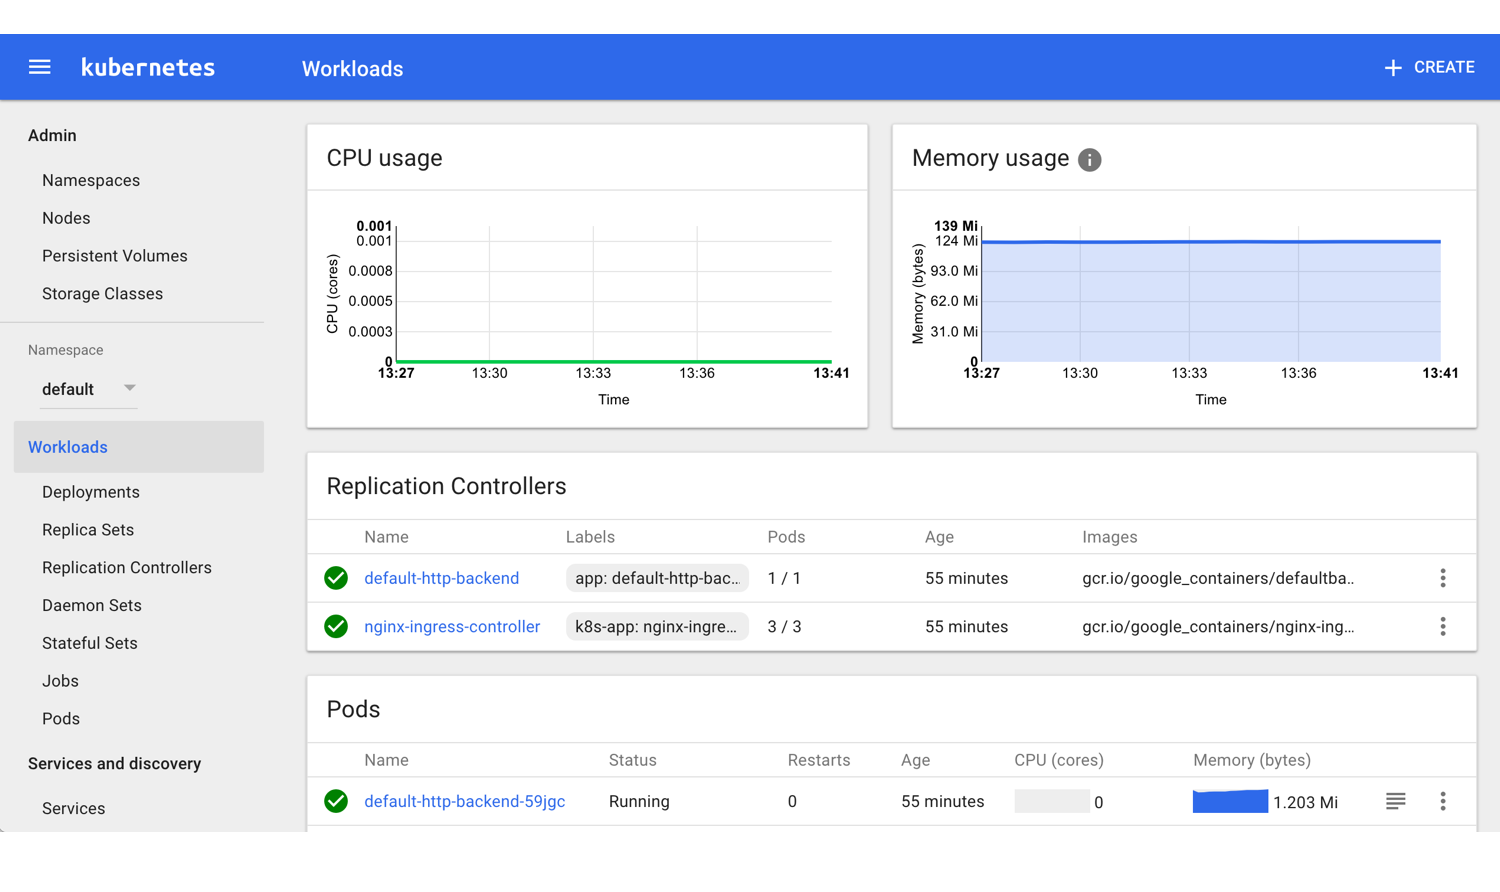 kubernetes
Workloads
CREATE
Admin
Namespaces
Nodes
Persistent Volumes
Storage Classes
Namespace
default
Workloads
Deployments
Replica Sets
Replication Controllers
Daemon Sets
Stateful Sets
Jobs
Pods
Services and discovery
Services
CPU usage
CPU (cores)
0.001
0.001
0.0008
0.0005
0.0003
0
13:27 13:30 13:33 13:36 13:41
Time
Memory usage
Memory (bytes)
139 Mi
124 Mi
93.0 Mi
62.0 Mi
31.0 Mi
0
13:27 13:30 13:33 13:36 13:41
Time
Replication Controllers
Name Labels Pods Age Images
default-http-backend app: default-http-bac... 1 / 1 55 minutes gcr.io/google_containers/defaultba..
nginx-ingress-controller k8s-app: nginx-ingre... 3 / 3 55 minutes gcr.io/google_containers/nginx-ing...
Pods
Name Status Restarts Age CPU (cores) Memory (bytes)
default-http-backend-59jgc Running 0 55 minutes 0 1.203 Mi